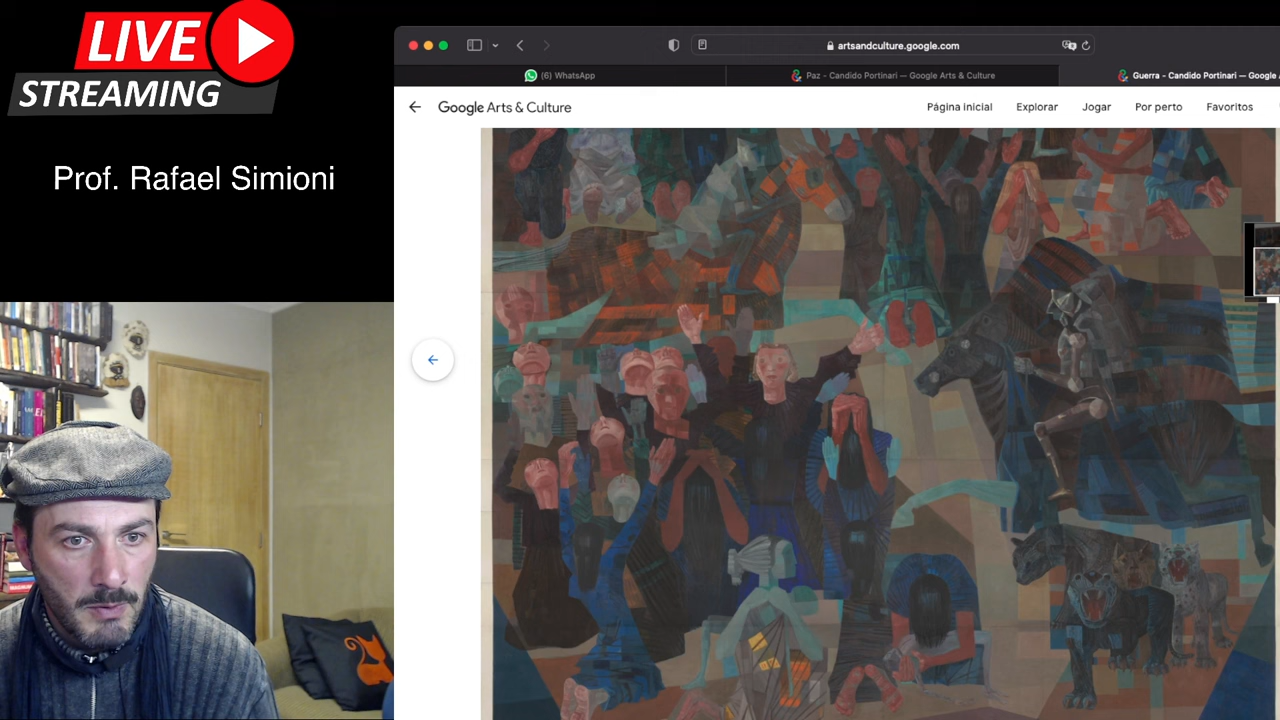 LIVE
STREAMING
Prof. Rafael Simioni
artsandculture.google.com
(6) WhatsApp
Paz - Candido Portinari — Google Arts & Culture
Guerra - Candido Portinari — Google
Google Arts & Culture
Página inicial
Explorar
Jogar
Por perto
Favoritos